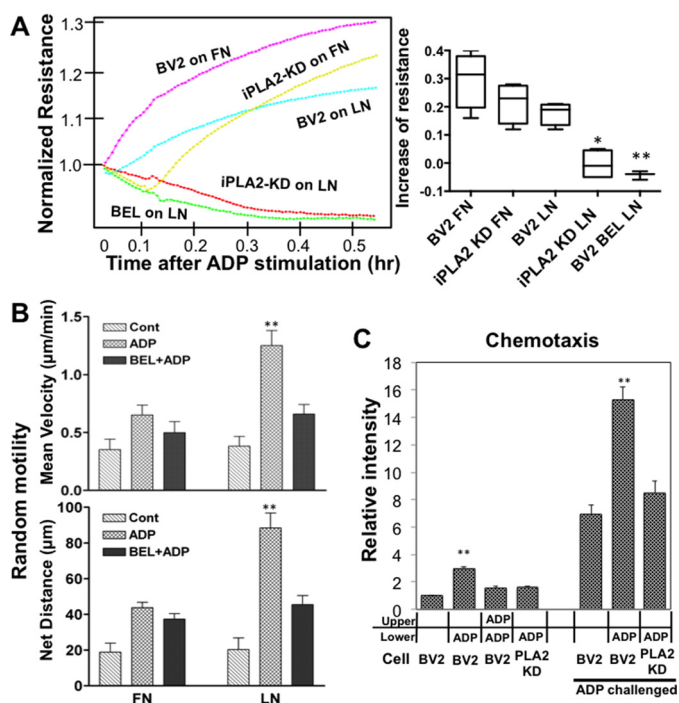 A
Normalized Resistance
1.3
1.2
1.1
1.0
BV2 on FN
iPLA2-KD on FN
BV2 on LN
iPLA2-KD on LN
BEL on LN
0 0.1 0.2 0.3 0.4 0.5
Time after ADP stimulation (hr)
Increase of resistance
0.4
0.3
0.2
0.1
0.0
-0.1
*
**
BV2 FN
iPLA2 KD FN
BV2 LN
iPLA2 KD LN
BV2 BEL LN
B
Random motility
Mean Velocity (µm/min)
1.5
1.0
0.5
0.0
Cont
ADP
BEL+ADP
**
Net Distance (µm)
100
80
60
40
20
0
Cont
ADP
BEL+ADP
**
FN LN
C
Chemotaxis
Relative intensity
18
16
14
12
10
8
6
4
2
0
**
**
Upper ADP
Lower ADP ADP ADP ADP ADP
Cell BV2 BV2 BV2 PLA2 KD BV2 BV2 PLA2 KD
ADP challenged